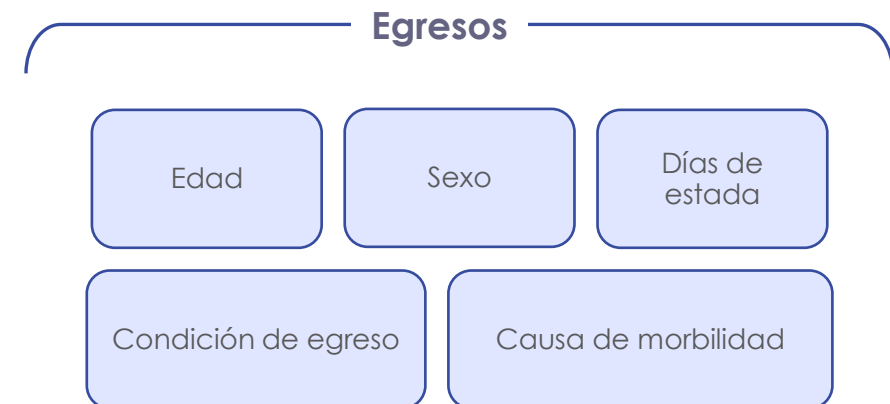 Egresos
Edad
Sexo
Días de
estada
Condición de egreso
Causa de morbilidad